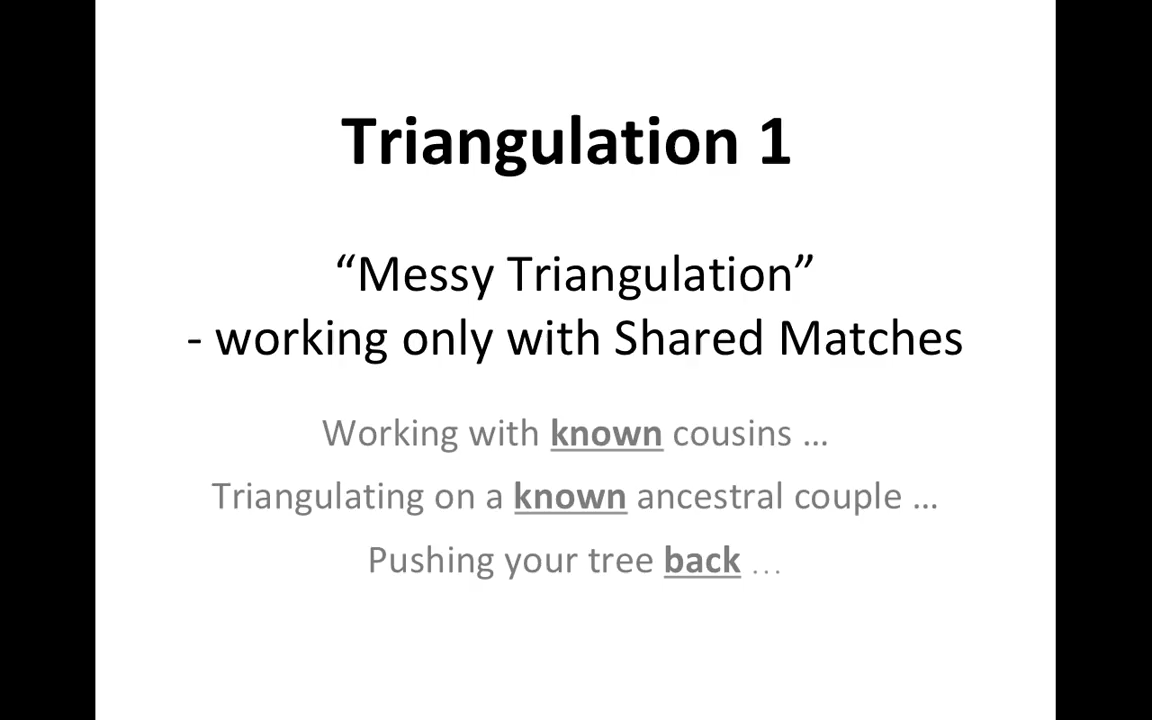 Triangulation 1
“Messy Triangulation”
- working only with Shared Matches
Working with known cousins …
Triangulating on a known ancestral couple …
Pushing your tree back …